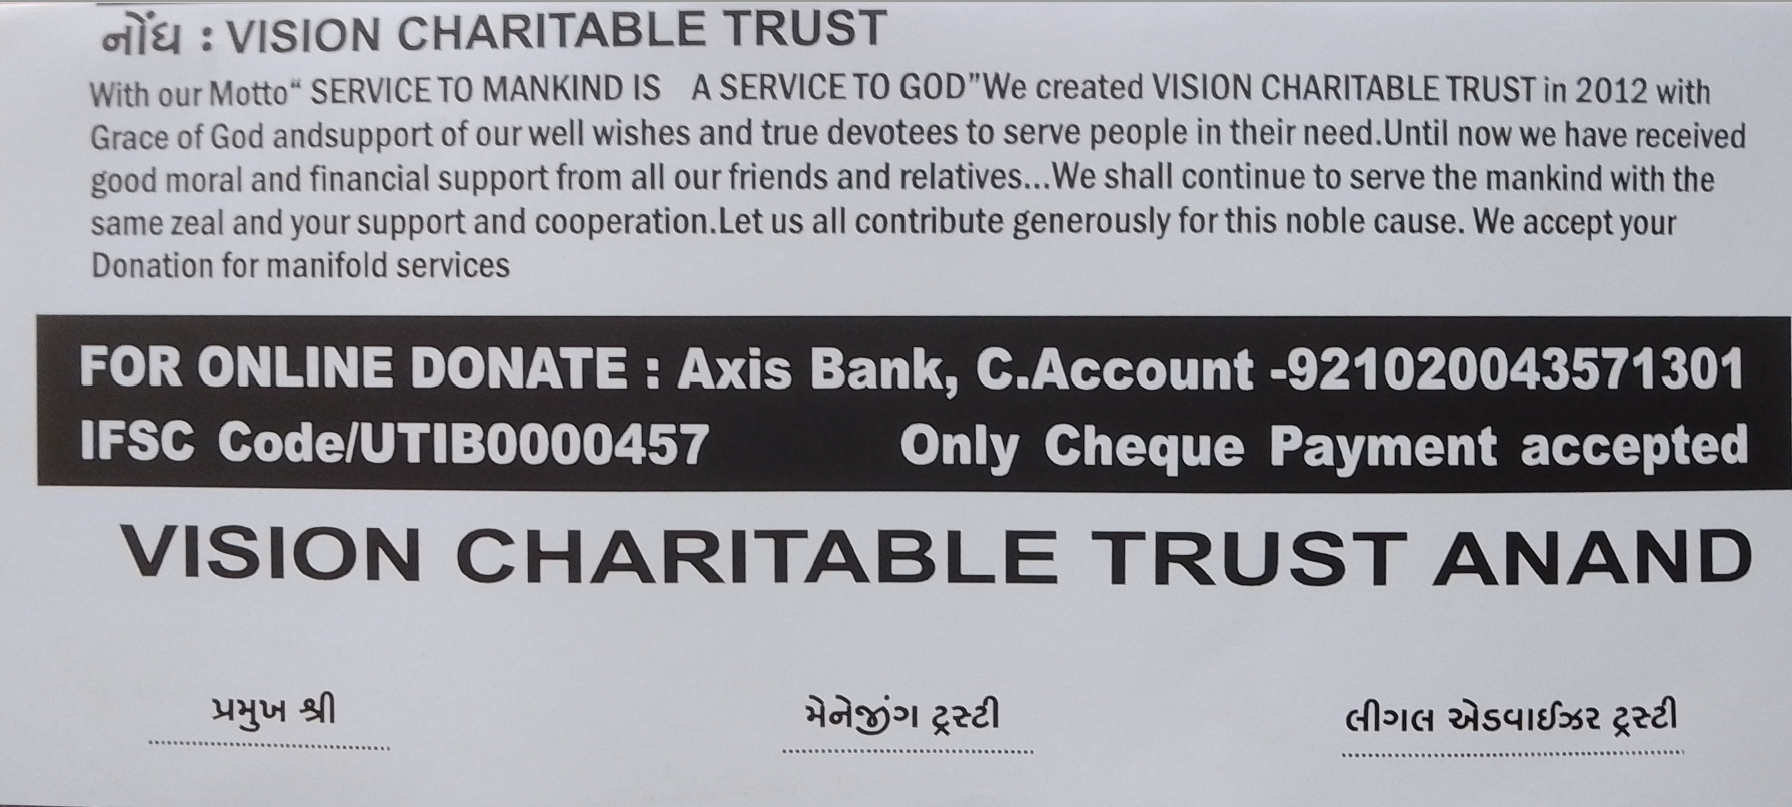 નોંધ : VISION CHARITABLE TRUST
With our Motto“ SERVICE TO MANKIND IS A SERVICE TO GOD”We created VISION CHARITABLE TRUST in 2012 with
Grace of God andsupport of our well wishes and true devotees to serve people in their need.Until now we have received
good moral and financial support from all our friends and relatives...We shall continue to serve the mankind with the
same zeal and your support and cooperation.Let us all contribute generously for this noble cause. We accept your
Donation for manifold services
FOR ONLINE DONATE : Axis Bank, C.Account -921020043571301
IFSC Code/UTIB0000457 Only Cheque Payment accepted
VISION CHARITABLE TRUST ANAND
પ્રમુખ શ્રી મેનેજીંગ ટ્રસ્ટી લીગલ એડવાઈઝર ટ્રસ્ટી